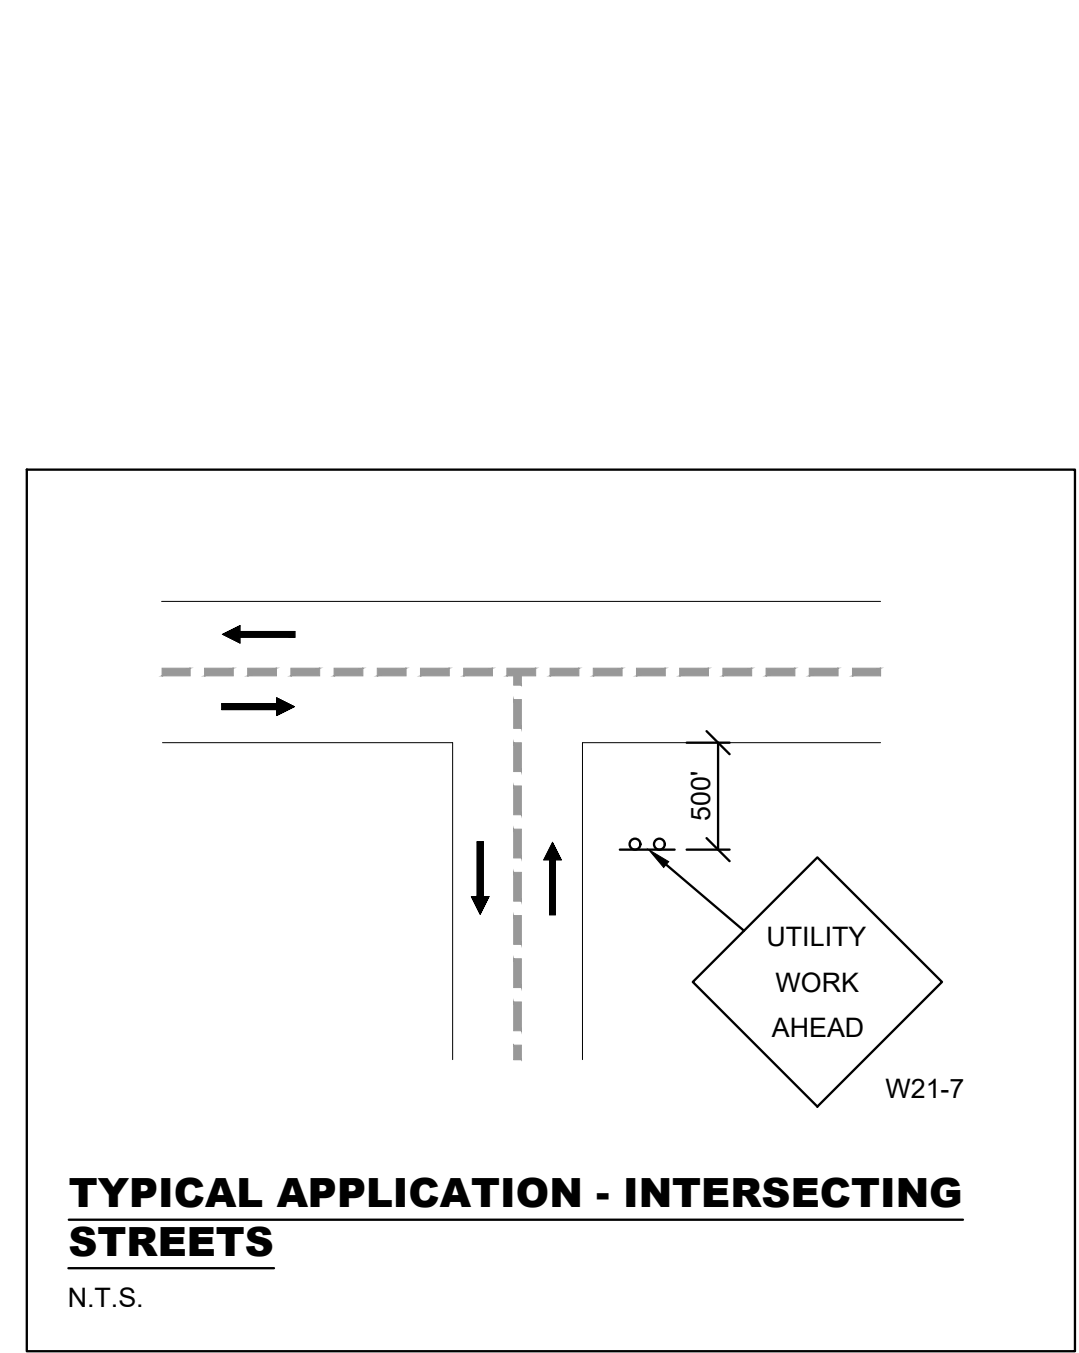 500'
UTILITY
WORK
AHEAD
W21-7
TYPICAL APPLICATION - INTERSECTING
STREETS
N.T.S.